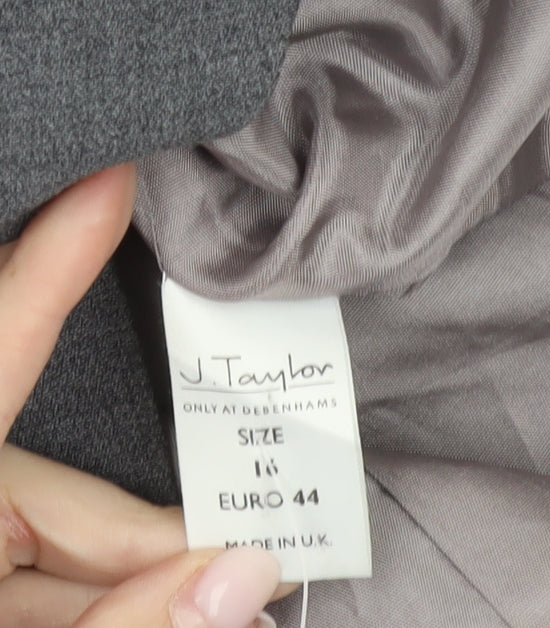 J. Taylor
ONLY AT DEBENHAMS
SIZE
16
EURO 44
MADE IN U.K.